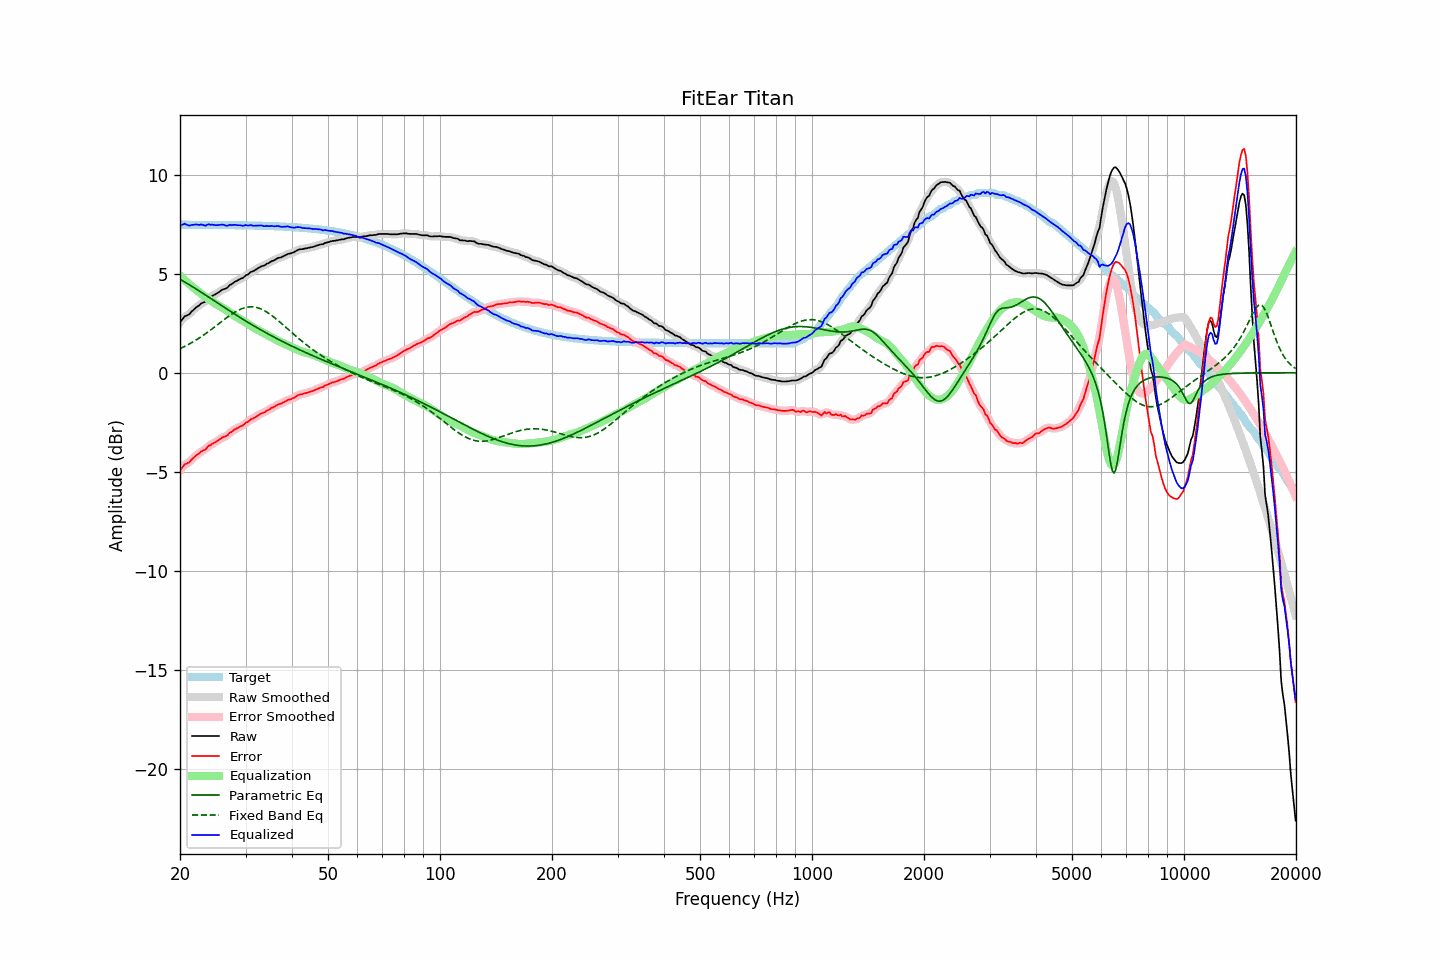 FitEar Titan
Amplitude (dBr)
10
5
0
−5
−10
−15
−20
Target
Raw Smoothed
Error Smoothed
Raw
Error
Equalization
Parametric Eq
Fixed Band Eq
Equalized
20 50 100 200 500 1000 2000 5000 10000 20000
Frequency (Hz)